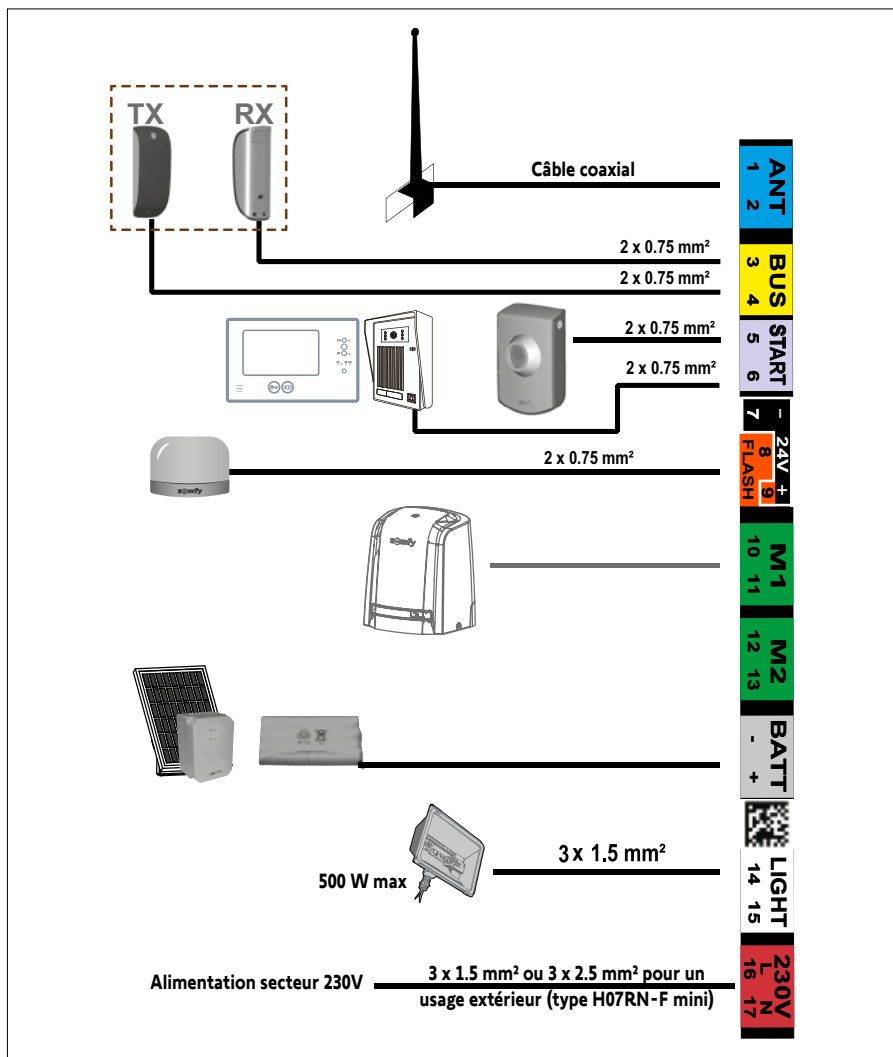 TX RX
Câble coaxial
ANT
1 2
2 x 0.75 mm²
2 x 0.75 mm²
BUS
3 4
2 x 0.75 mm²
2 x 0.75 mm²
START
5 6
- 24V +
7 8 9
FLASH
2 x 0.75 mm²
somfy
somfy
M1
10 11
M2
12 13
BATT
- +
500 W max
3 x 1.5 mm²
LIGHT
14 15
Alimentation secteur 230V
3 x 1.5 mm² ou 3 x 2.5 mm² pour un
usage extérieur (type H07RN-F mini)
230V
L N
16 17